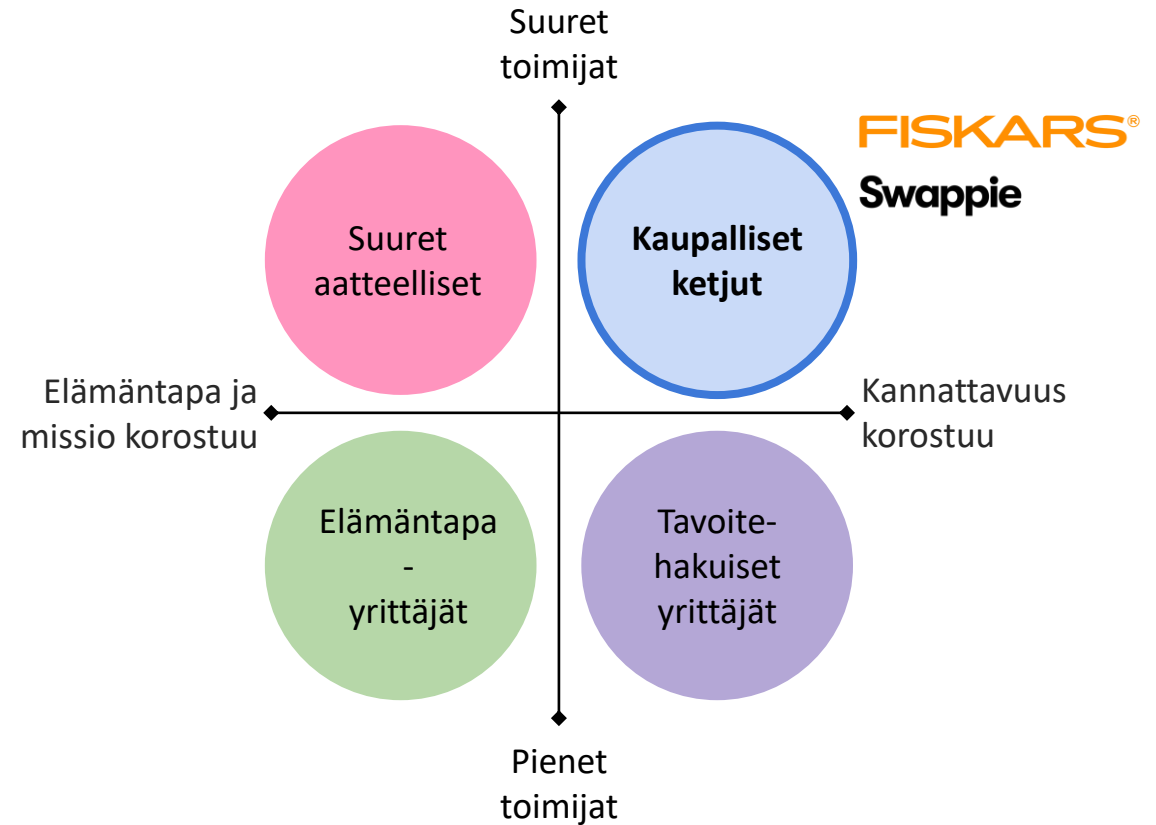 Suuret
toimijat
FISKARS®
Swappie
Suuret
aatteelliset
Kaupalliset
ketjut
Elämäntapa ja
missio korostuu
Kannattavuus
korostuu
Elämäntapa
-
yrittäjät
Tavoite-
hakuiset
yrittäjät
Pienet
toimijat